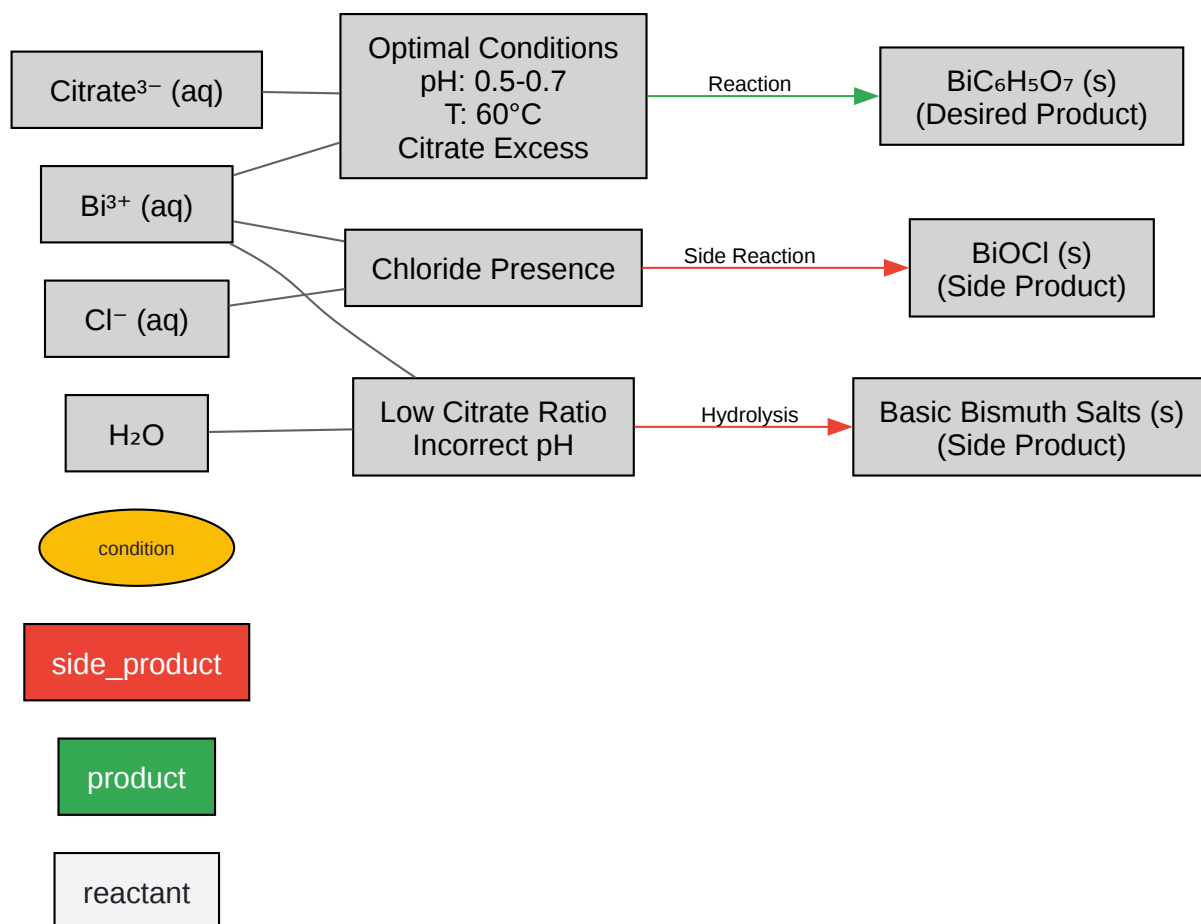 Citrate³⁻ (aq)
Optimal Conditions
pH: 0.5-0.7
T: 60°C
Citrate Excess
Reaction
BiC₆H₅O₇ (s)
(Desired Product)
Bi³⁺ (aq)
Chloride Presence
Side Reaction
BiOCl (s)
(Side Product)
Cl⁻ (aq)
H₂O
Low Citrate Ratio
Incorrect pH
Hydrolysis
Basic Bismuth Salts (s)
(Side Product)
condition
side_product
product
reactant